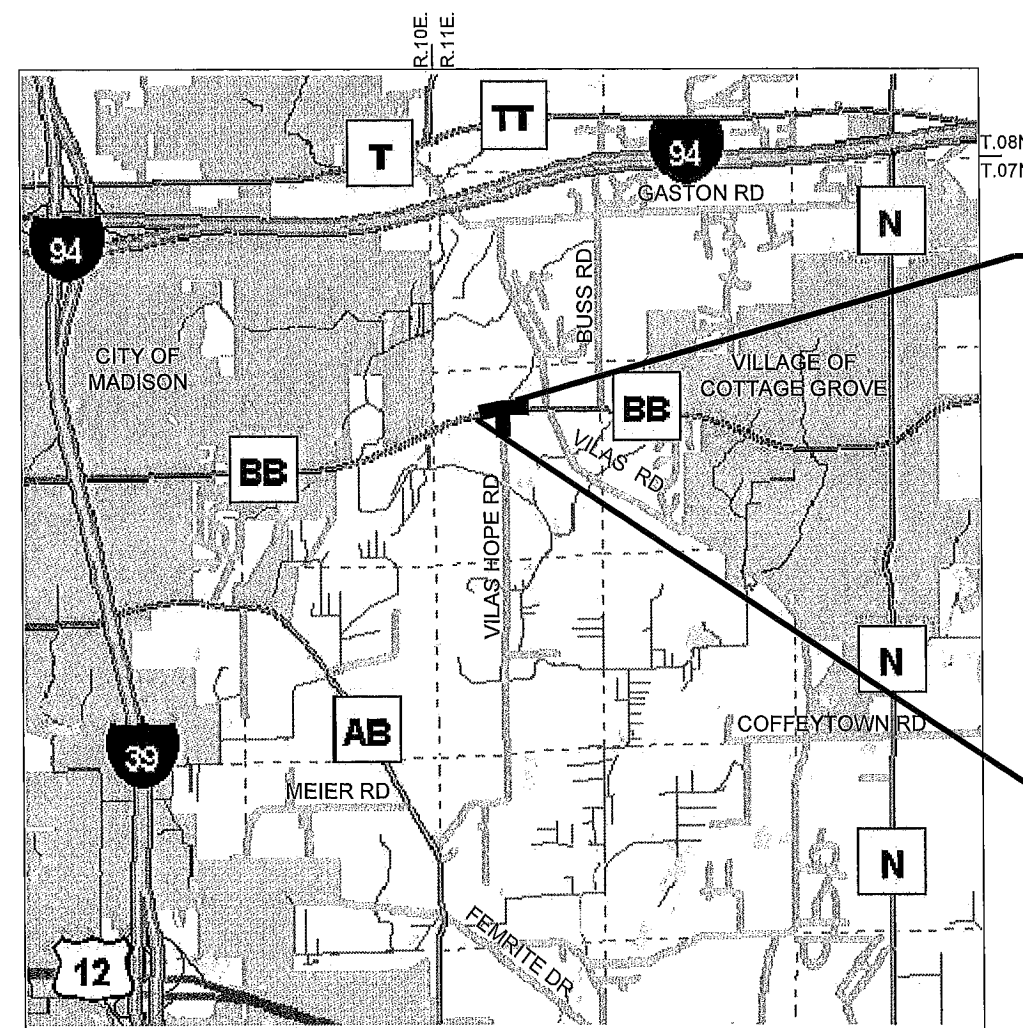 R.10E.
R.11E.
TT
T
94
T.08N
T.07N
GASTON RD
N
94
BUSS RD
CITY OF
MADISON
VILLAGE OF
COTTAGE GROVE
BB
BB
VILAS RD
VILAS HOPE RD
N
AB
COFFEYTOWN RD
39
MEIER RD
N
FEMRITE DR
12